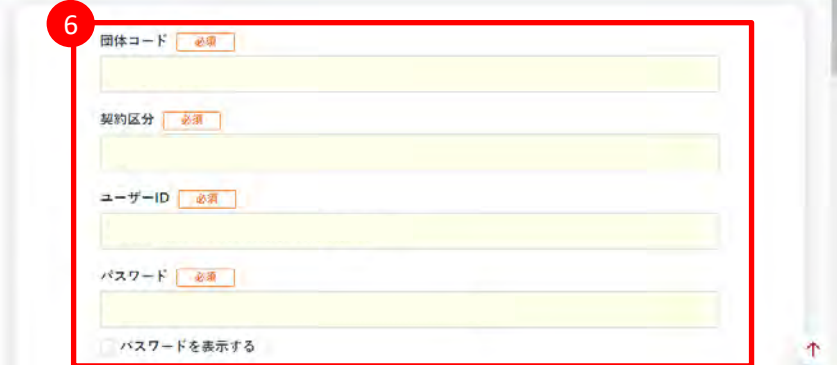 6
団体コード 必須
契約区分 必須
ユーザーID 必須
パスワード 必須
パスワードを表示する
↑